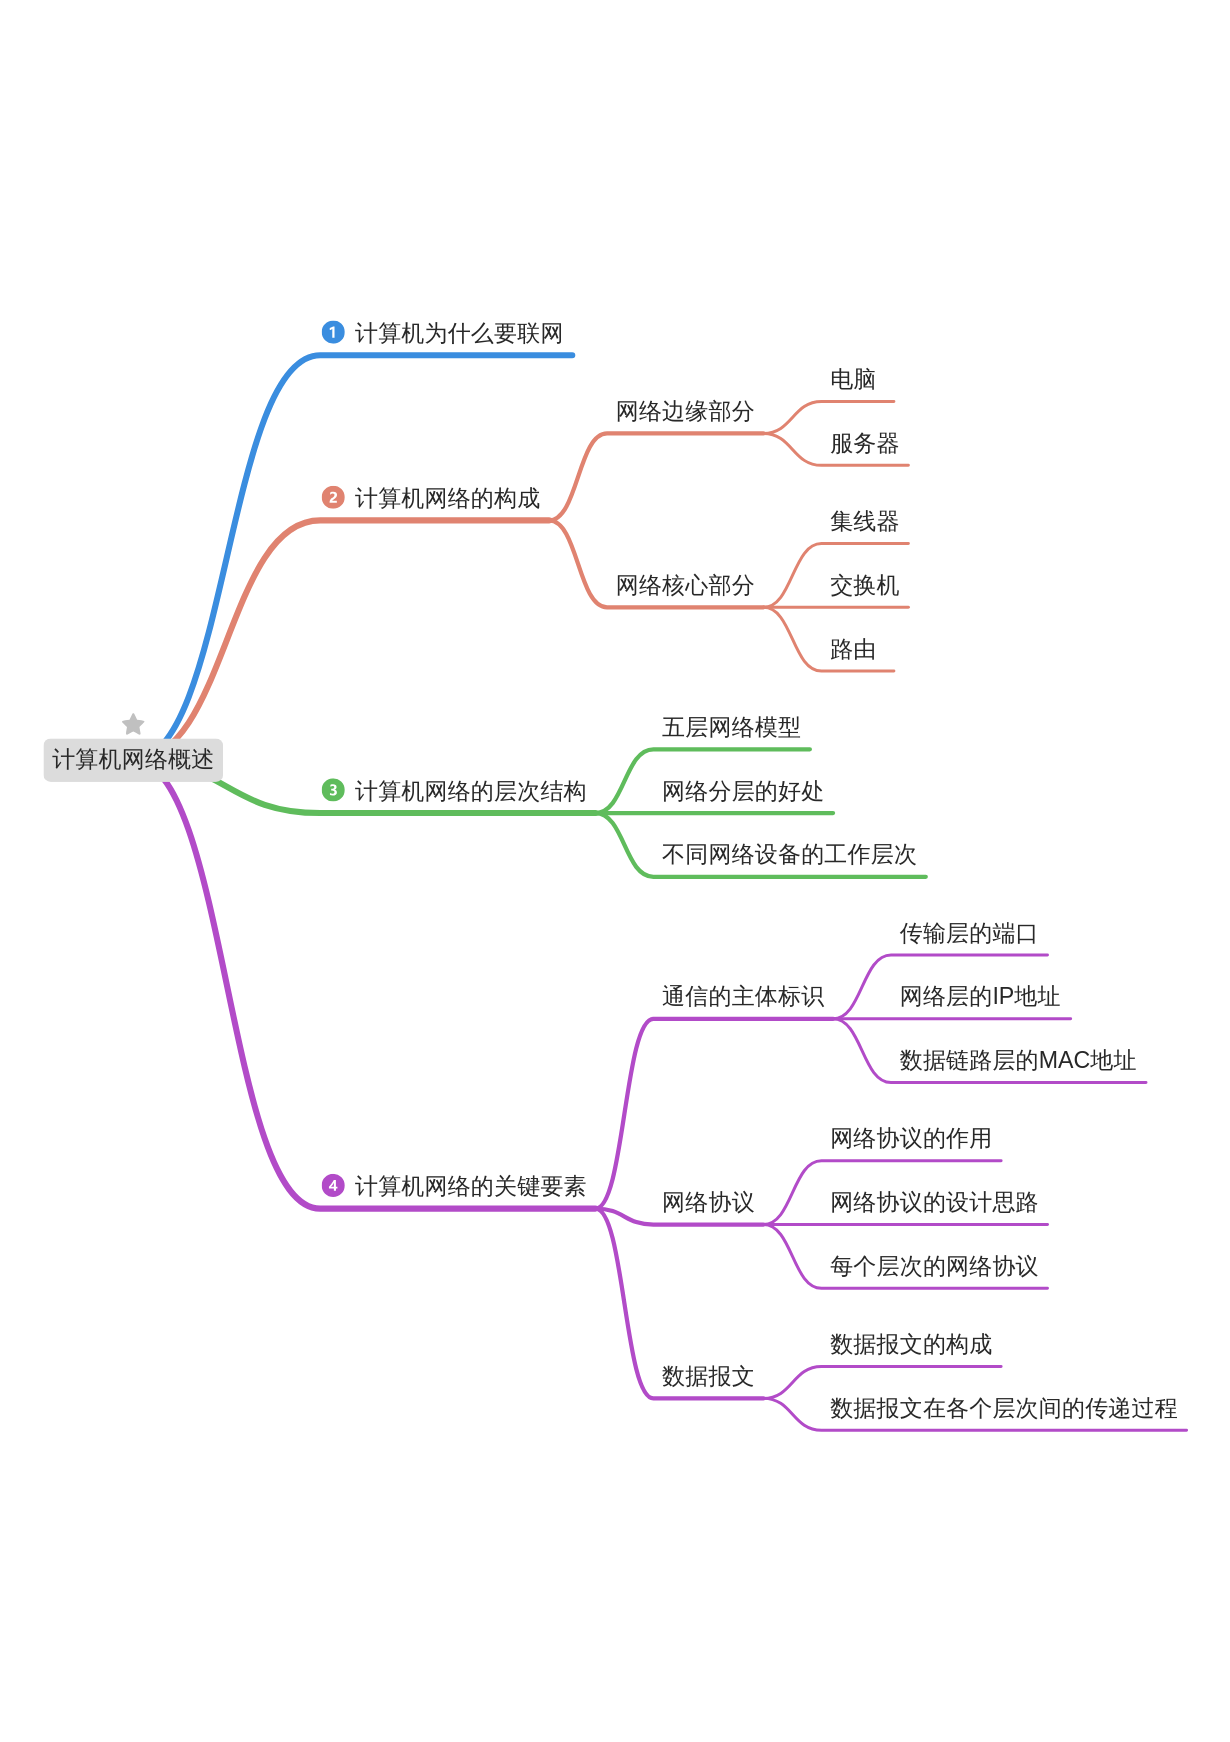 计算机网络概述
1 计算机为什么要联网
2 计算机网络的构成
网络边缘部分
电脑
服务器
网络核心部分
集线器
交换机
路由
3 计算机网络的层次结构
五层网络模型
网络分层的好处
不同网络设备的工作层次
4 计算机网络的关键要素
通信的主体标识
传输层的端口
网络层的IP地址
数据链路层的MAC地址
网络协议
网络协议的作用
网络协议的设计思路
每个层次的网络协议
数据报文
数据报文的构成
数据报文在各个层次间的传递过程